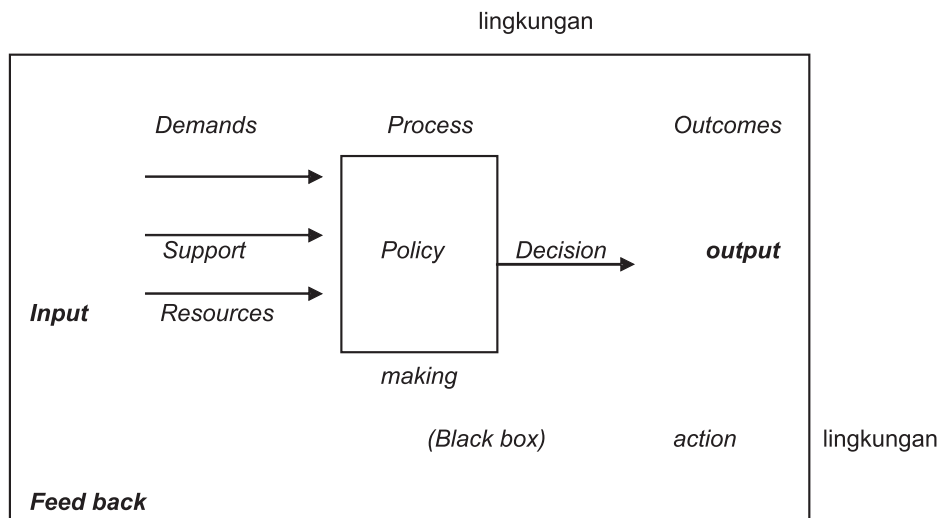 lingkungan
Demands Process Outcomes
Support Policy Decision output
Input Resources
making
(Black box) action lingkungan
Feed back